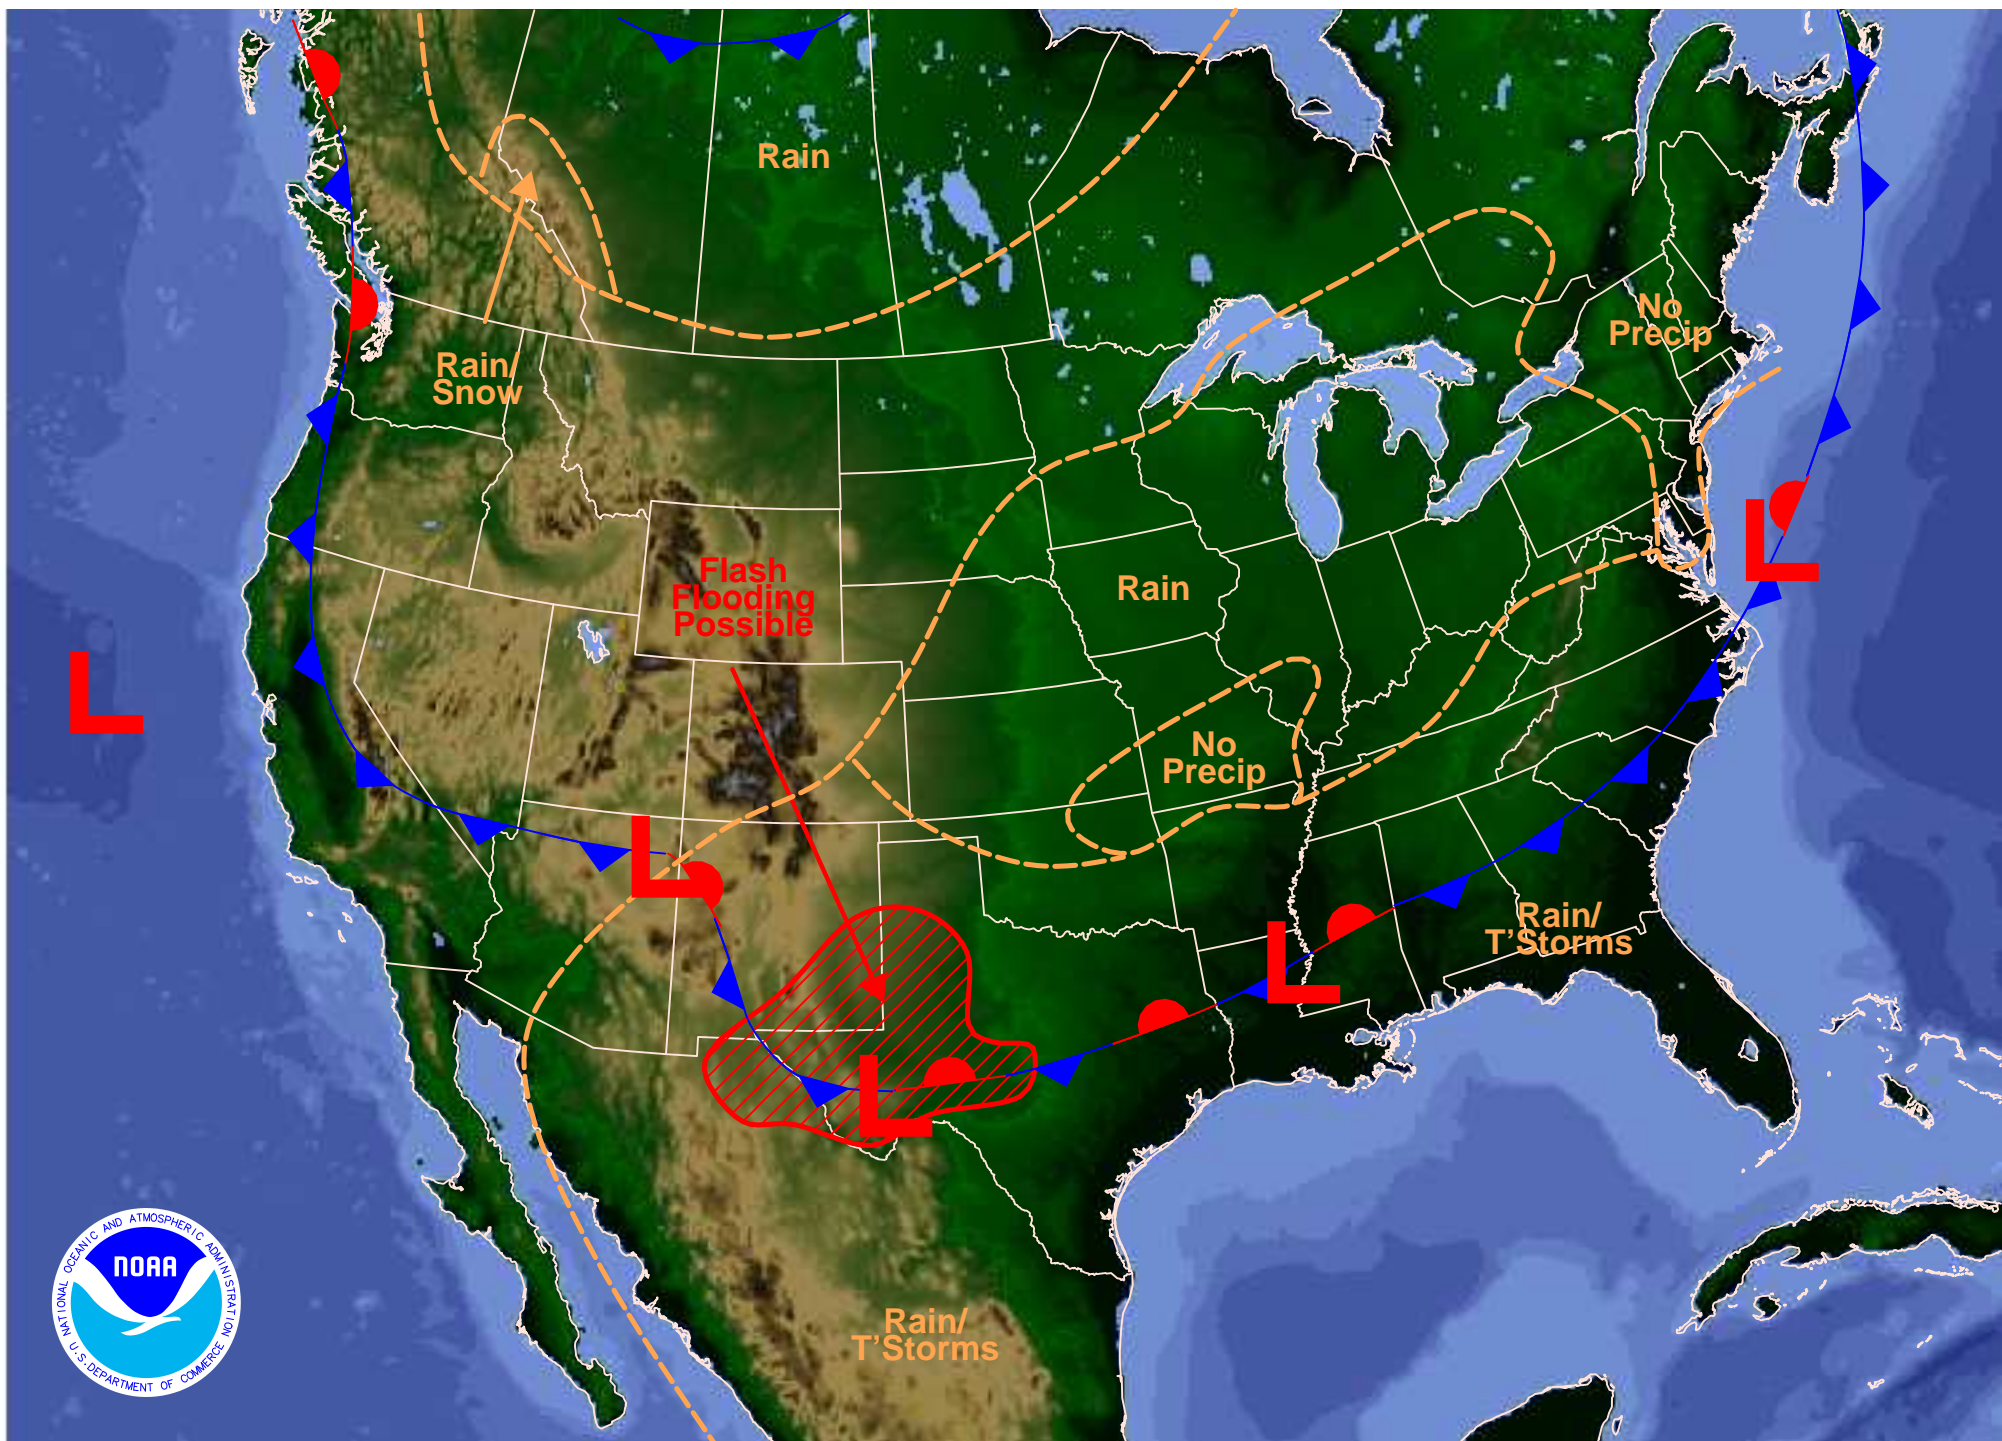 Rain
Rain/
Snow
No
Precip
Flash
Flooding
Possible
Rain
No
Precip
Rain/
T'Storms
Rain/
T'Storms
L
L
L
L
L
NATIONAL OCEANIC AND ATMOSPHERIC ADMINISTRATION
NOAA
U.S. DEPARTMENT OF COMMERCE